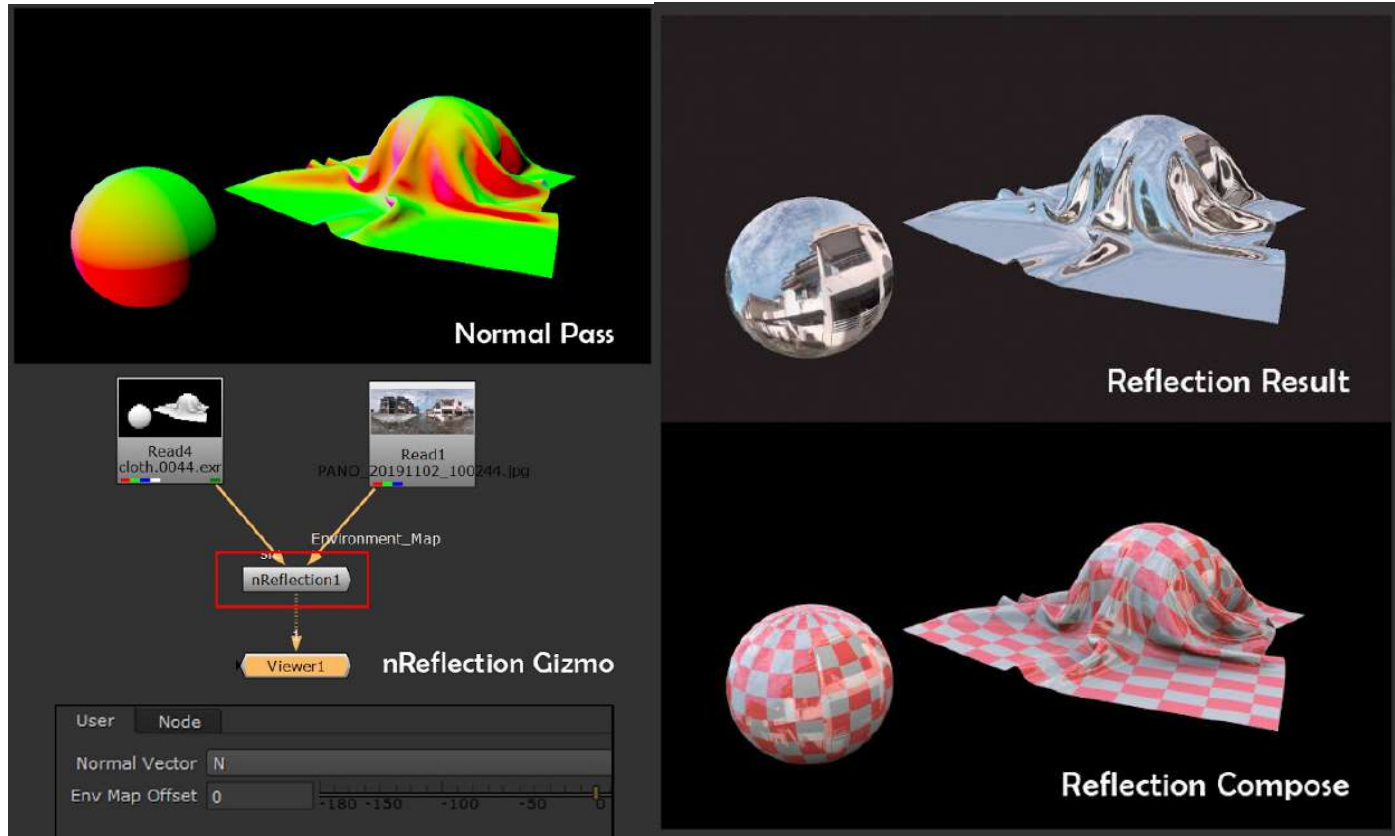 Normal Pass
Reflection Result
Read4
cloth.0044.exr
Read1
PANO_20191102_100244.jpg
Environment_Map
nReflection1
Viewer1
nReflection Gizmo
User Node
Normal Vector N
Env Map Offset 0
-180 -150 -100 -50 0
Reflection Compose